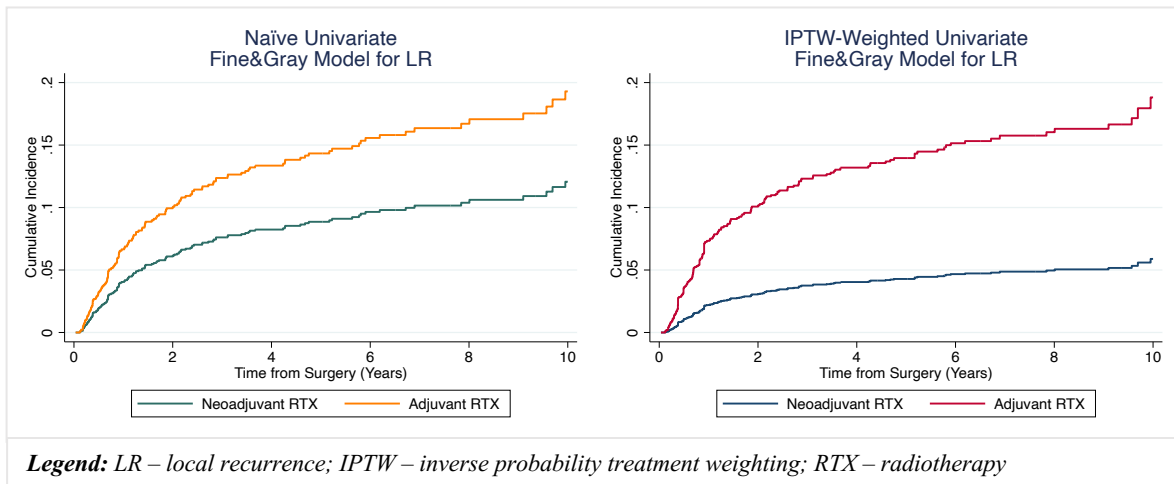 Naïve Univariate
Fine&Gray Model for LR
Cumulative Incidence
.2
.15
.1
.05
0
0 2 4 6 8 10
Time from Surgery (Years)
Neoadjuvant RTX Adjuvant RTX
IPTW-Weighted Univariate
Fine&Gray Model for LR
Cumulative Incidence
.2
.15
.1
.05
0
0 2 4 6 8 10
Time from Surgery (Years)
Neoadjuvant RTX Adjuvant RTX
Legend: LR – local recurrence; IPTW – inverse probability treatment weighting; RTX – radiotherapy